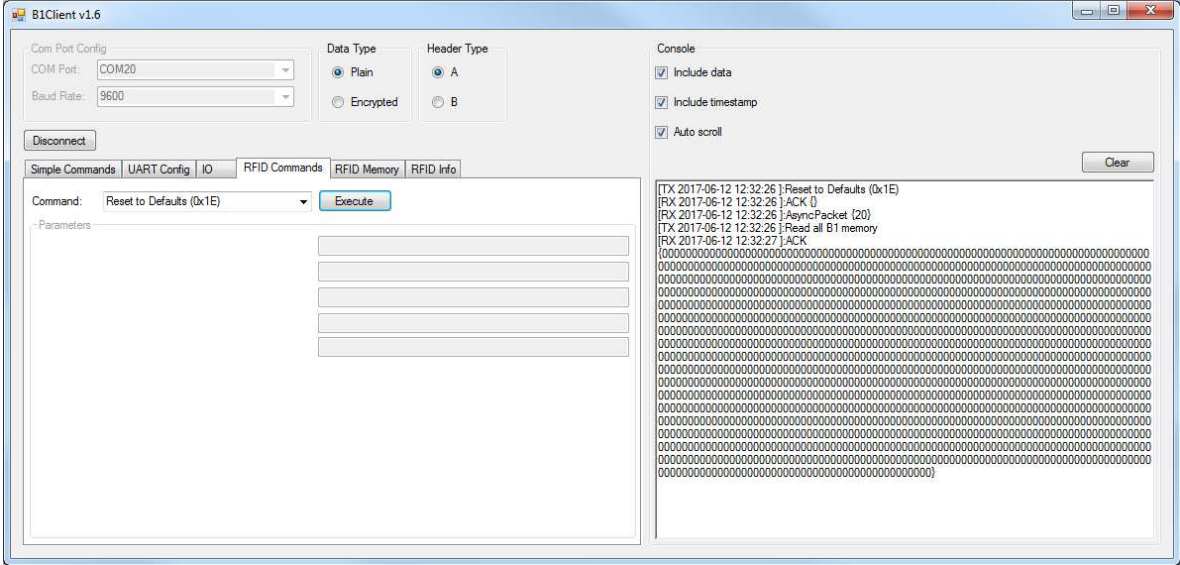 B1Client v1.6
Com Port Config
COM Port: COM20
Baud Rate: 9600
Data Type
Plain
Encrypted
Header Type
A
B
Disconnect
Simple Commands UART Config IO RFID Commands RFID Memory RFID Info
Command: Reset to Defaults (0x1E) Execute
Parameters
Console
Include data
Include timestamp
Auto scroll
Clear
[TX 2017-06-12 12:32:26 ]:Reset to Defaults (0x1E)
[RX 2017-06-12 12:32:26 ]:ACK {}
[RX 2017-06-12 12:32:26 ]:AsyncPacket {20}
[TX 2017-06-12 12:32:26 ]:Read all B1 memory
[RX 2017-06-12 12:32:27 ]:ACK